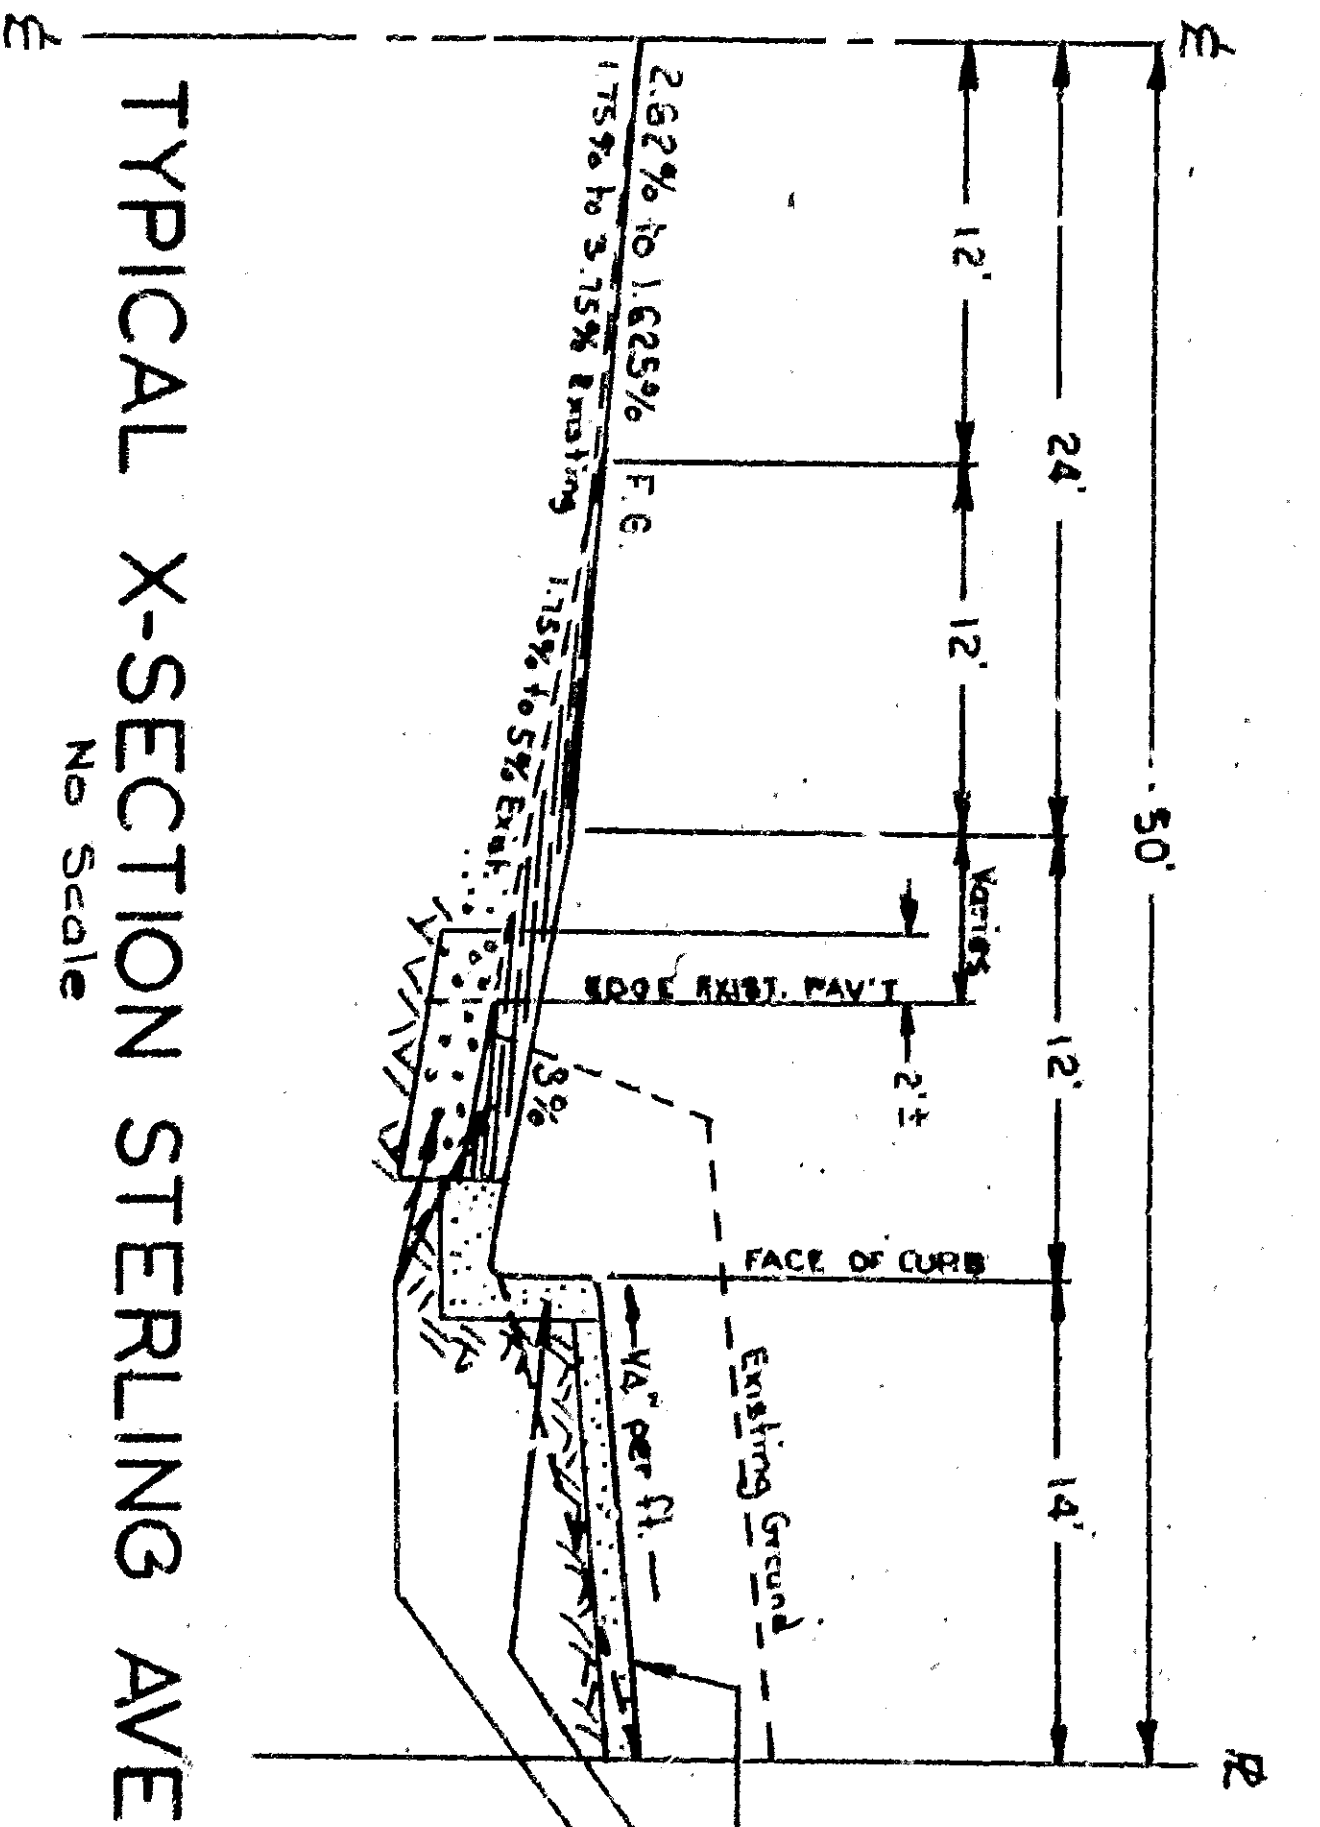 ℄ ℄
℞
50'
24'
12'
14'
12'
12'
Varies
2' ±
EDGE EXIST. PAV'T
FACE OF CURB
2.62% to 1.625%
F.G.
1.75% to 3.75% Existing
1.75% to 5% Exist
3%
1/4" per ft.
Existing Ground
TYPICAL X-SECTION STERLING AVE
No Scale